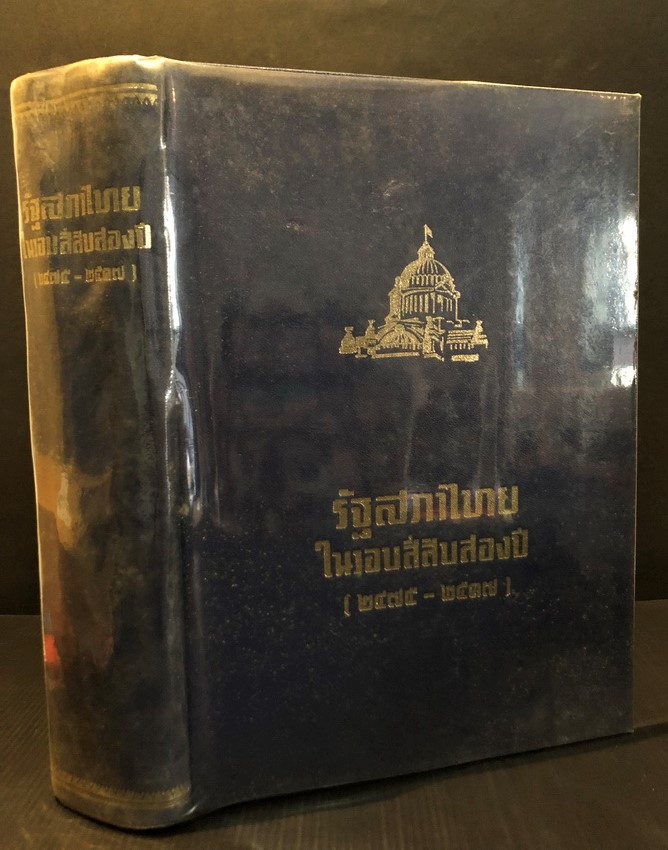 รัฐสภาไทย
ในรอบสี่สิบสองปี
( ๒๔๗๕ - ๒๕๑๗ )
รัฐสภาไทย
ในรอบสี่สิบสองปี
( ๒๔๗๕ - ๒๕๑๗ )